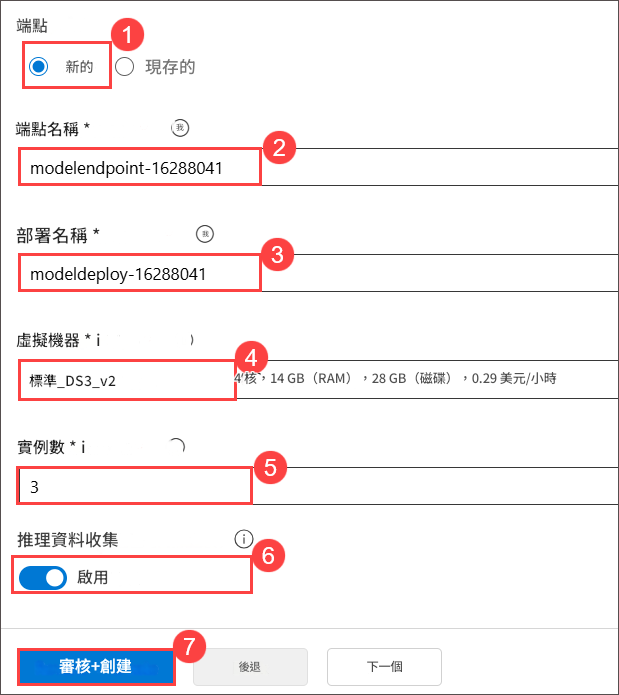 端點
1
新的
現存的
端點名稱 * 我
2
modelendpoint-16288041
部署名稱 * 我
3
modeldeploy-16288041
虛擬機器 * i
4
標準_DS3_v2 4 核，14 GB（RAM），28 GB（磁碟），0.29 美元/小時
實例數 * i
5
3
推理資料收集 i
6
啟用
7
審核+創建
後退
下一個